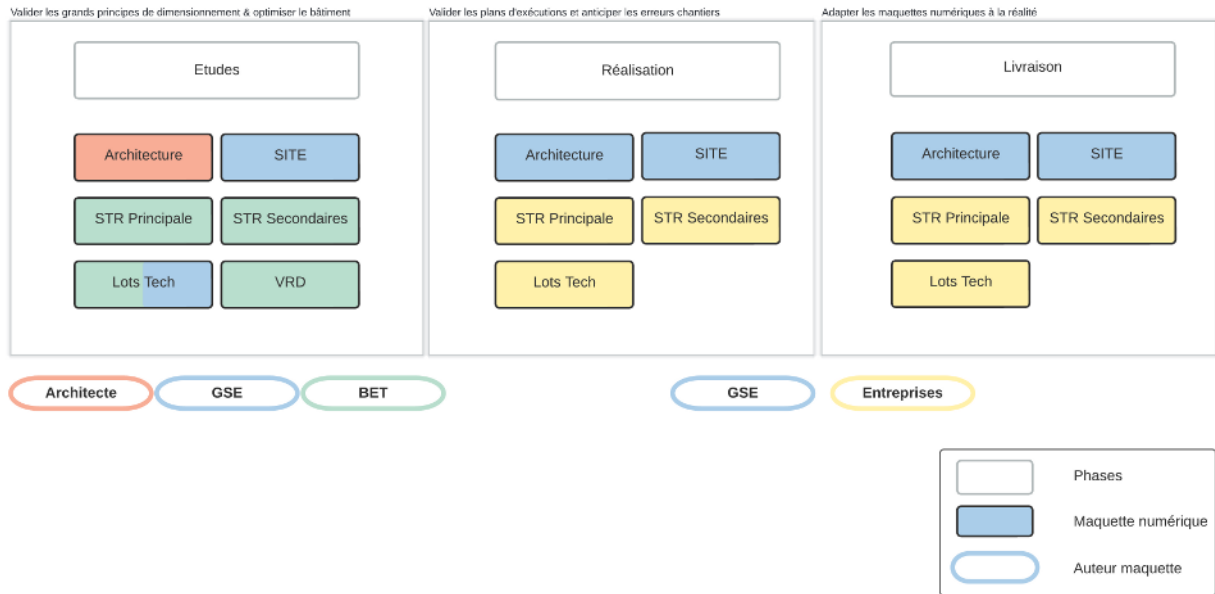 Valider les grands principes de dimensionnement & optimiser le bâtiment
Etudes
Architecture
SITE
STR Principale
STR Secondaires
Lots Tech
VRD
Valider les plans d'exécutions et anticiper les erreurs chantiers
Réalisation
Architecture
SITE
STR Principale
STR Secondaires
Lots Tech
Adapter les maquettes numériques à la réalité
Livraison
Architecture
SITE
STR Principale
STR Secondaires
Lots Tech
Architecte
GSE
BET
GSE
Entreprises
Phases
Maquette numérique
Auteur maquette